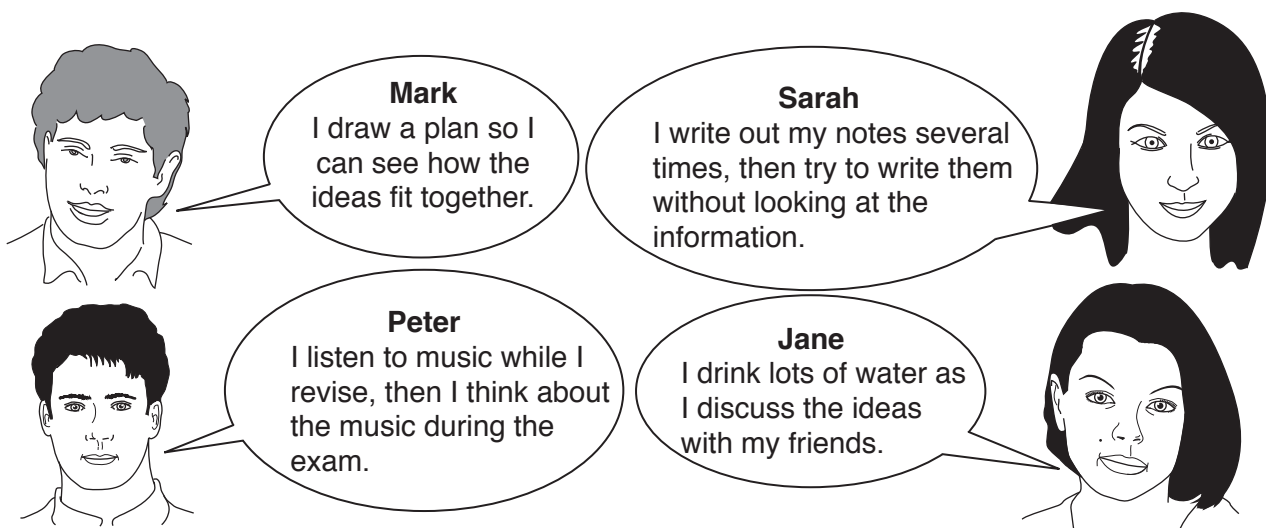 Mark
I draw a plan so I
can see how the
ideas fit together.
Sarah
I write out my notes several
times, then try to write them
without looking at the
information.
Peter
I listen to music while I
revise, then I think about
the music during the
exam.
Jane
I drink lots of water as
I discuss the ideas
with my friends.